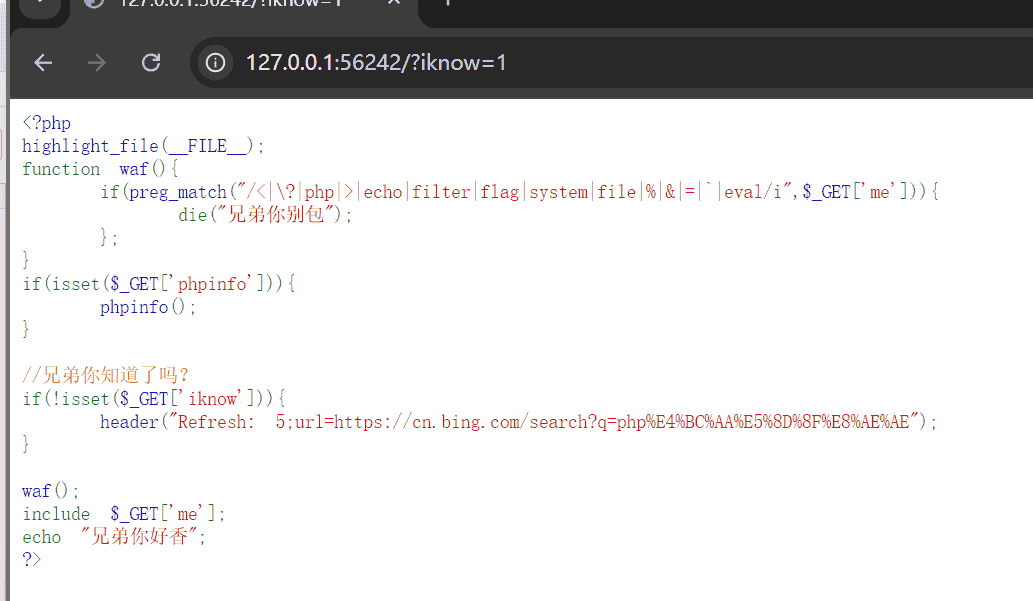 127.0.0.1:56242/?iknow=1
127.0.0.1:56242/?iknow=1
<?php
highlight_file(__FILE__);
function waf(){
if(preg_match("/<|\?|php|>|echo|filter|flag|system|file|%|&|=|`|eval/i",$_GET['me'])){
die("兄弟你别包");
};
}
if(isset($_GET['phpinfo'])){
phpinfo();
}
//兄弟你知道了吗?
if(!isset($_GET['iknow'])){
header("Refresh: 5;url=https://cn.bing.com/search?q=php%E4%BC%AA%E5%8D%8F%E8%AE%AE");
}
waf();
include $_GET['me'];
echo "兄弟你好香";
?>